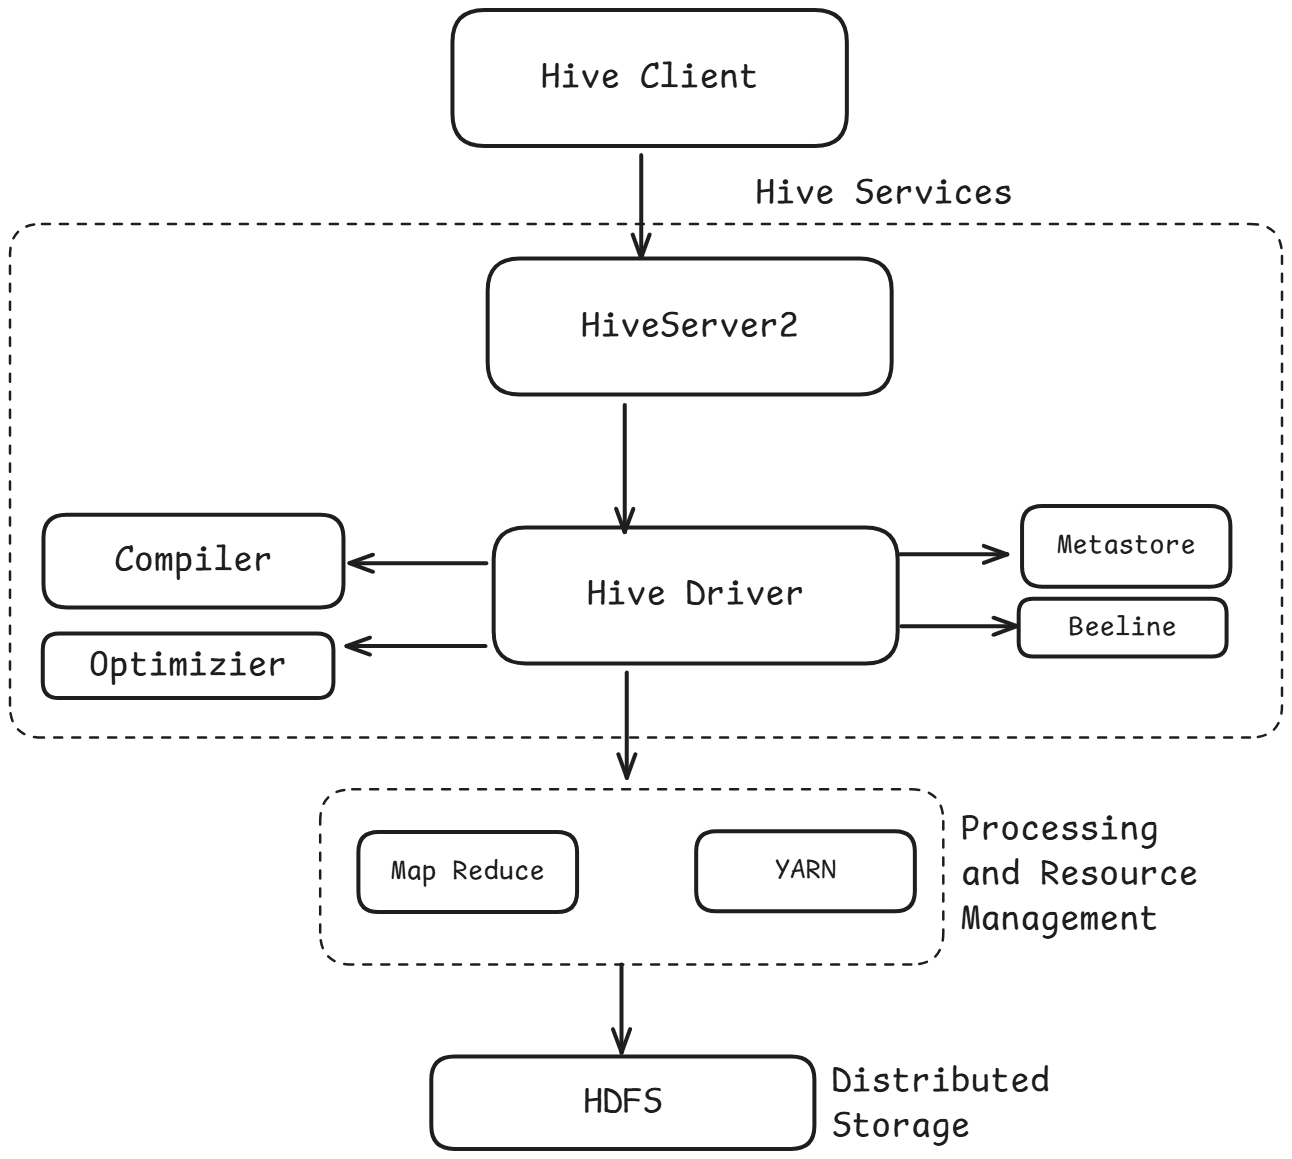 Hive Client
Hive Services
HiveServer2
Compiler
Optimizier
Hive Driver
Metastore
Beeline
Map Reduce
YARN
Processing
and Resource
Management
HDFS
Distributed
Storage